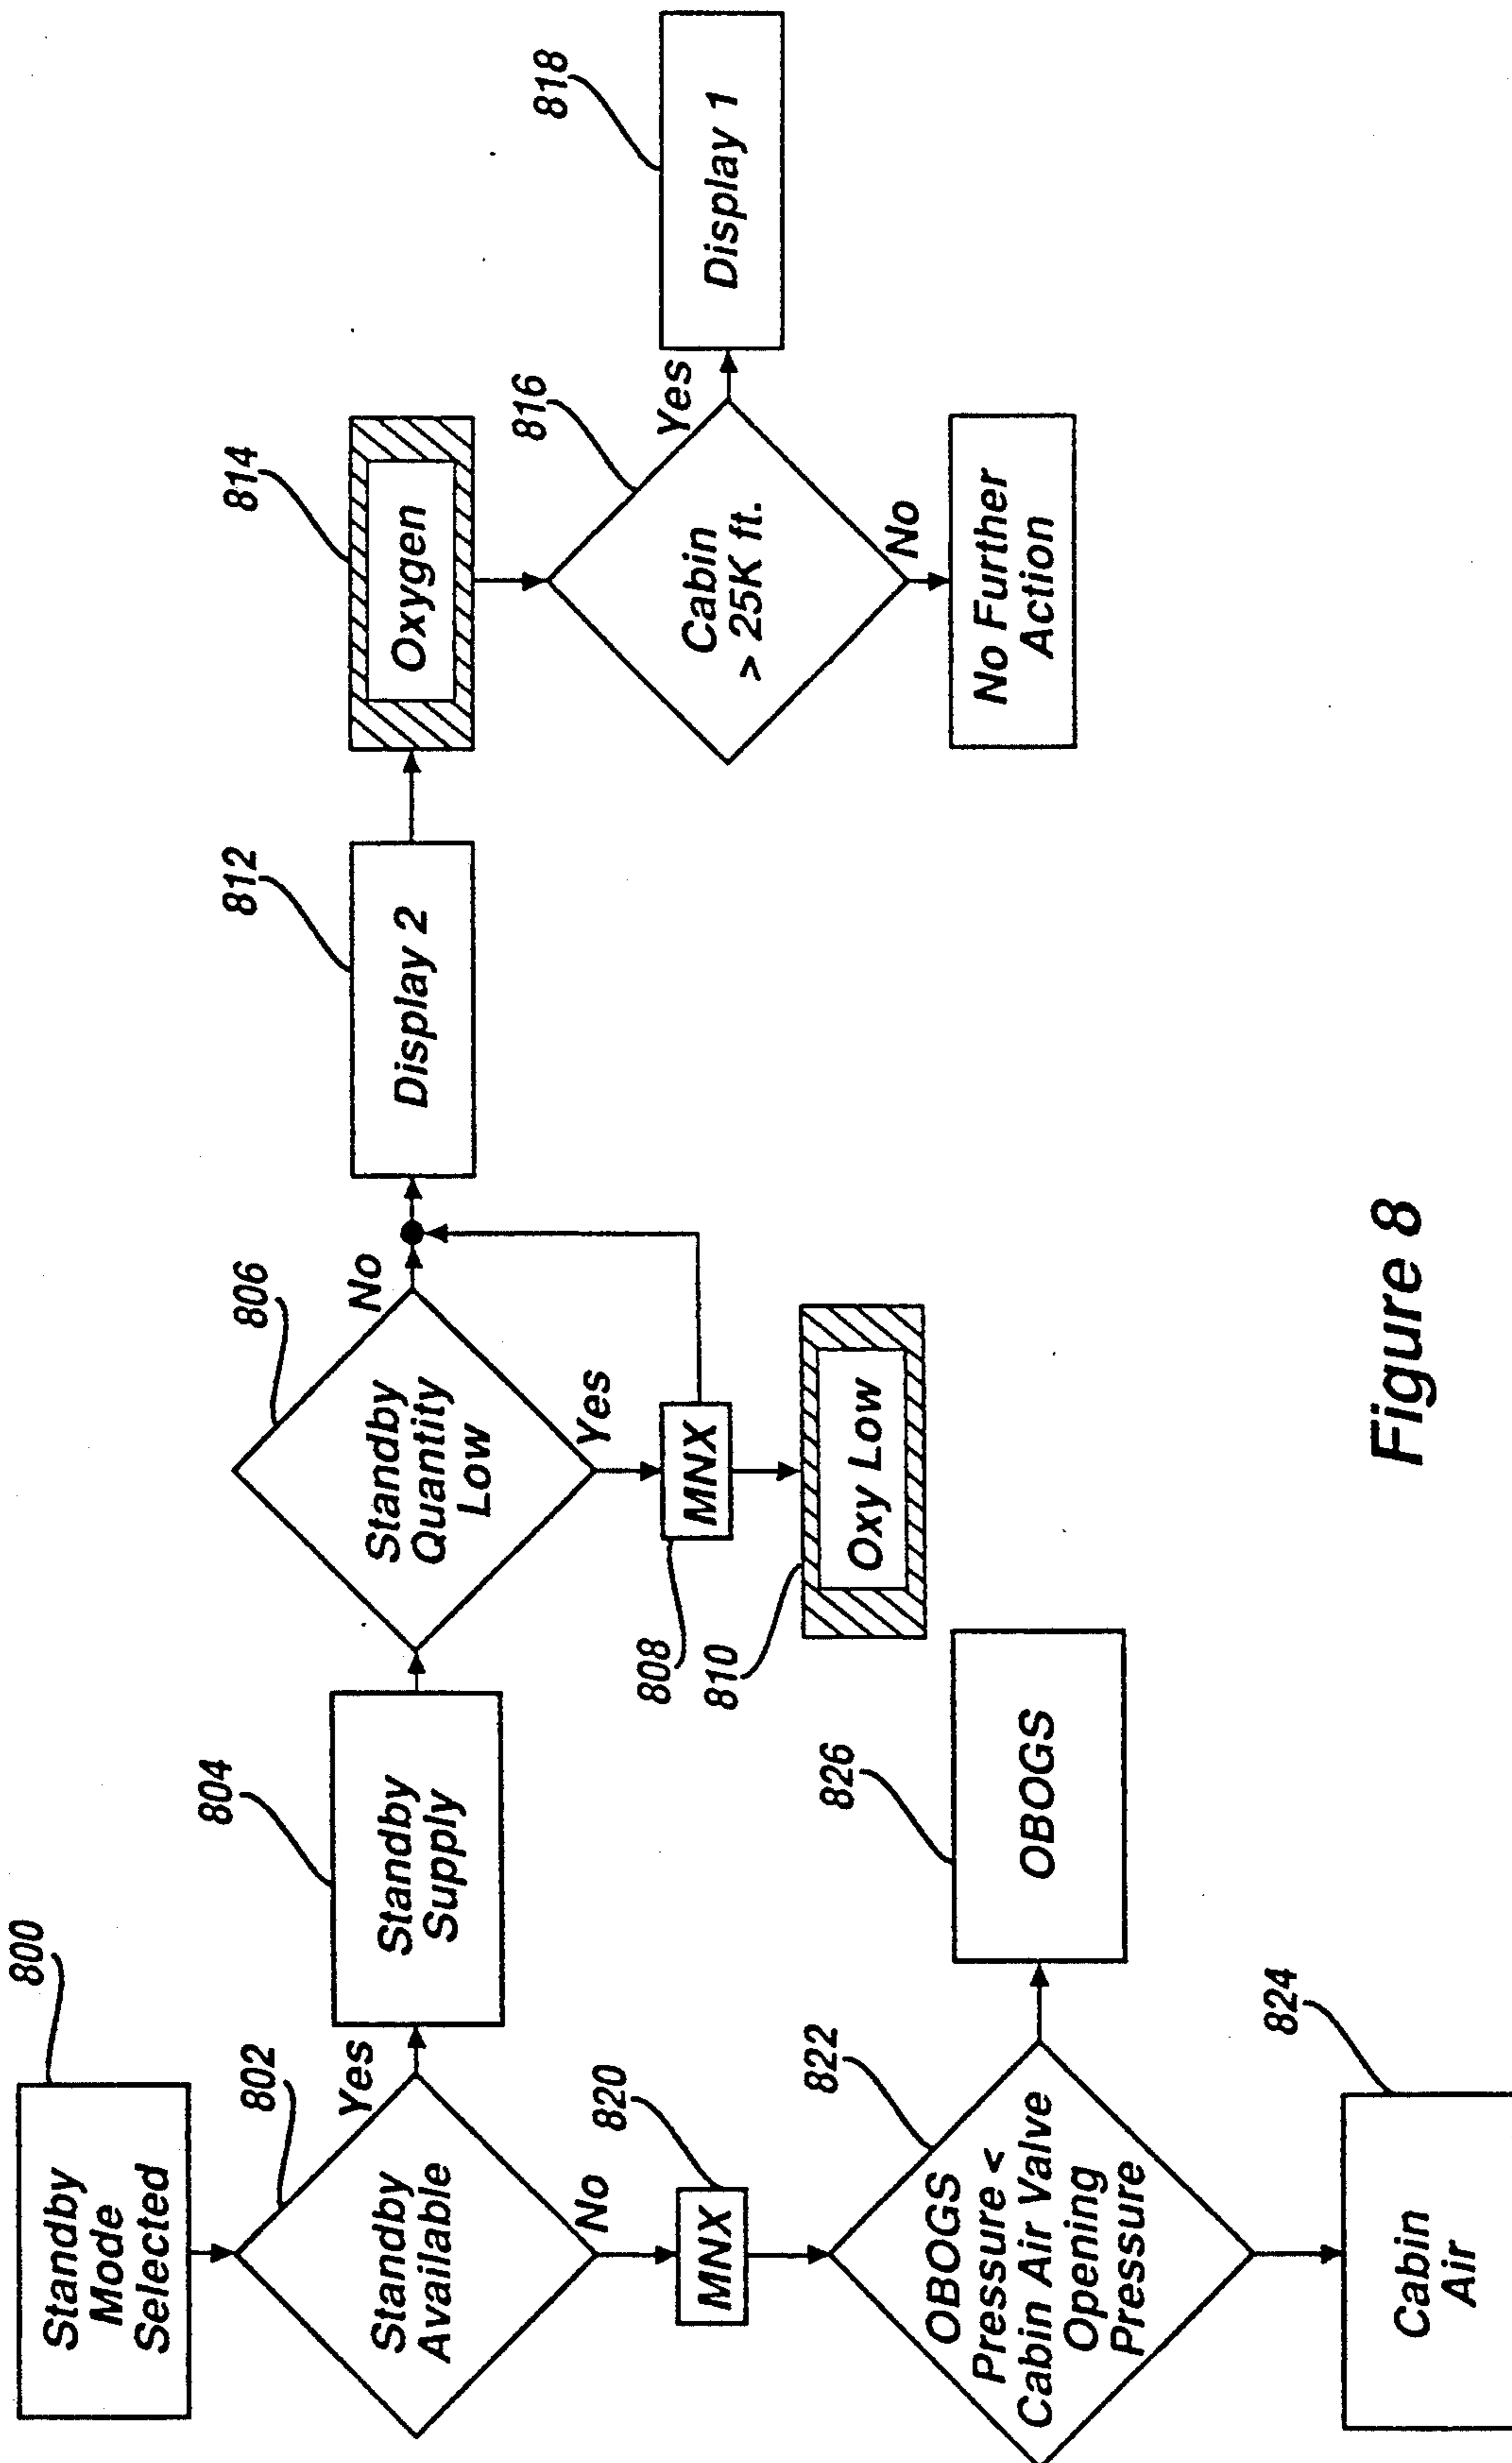 800
Standby
Mode
Selected
802
Standby
Available
Yes
No
804
Standby
Supply
806
Standby
Quantity
Low
No
Yes
808
MNX
810
Oxy Low
812
Display 2
814
Oxygen
816
Cabin
> 25K ft.
Yes
No
818
Display 1
No Further
Action
820
MNX
822
OBOGS
Pressure <
Cabin Air Valve
Opening
Pressure
826
OBOGS
824
Cabin
Air
Figure 8